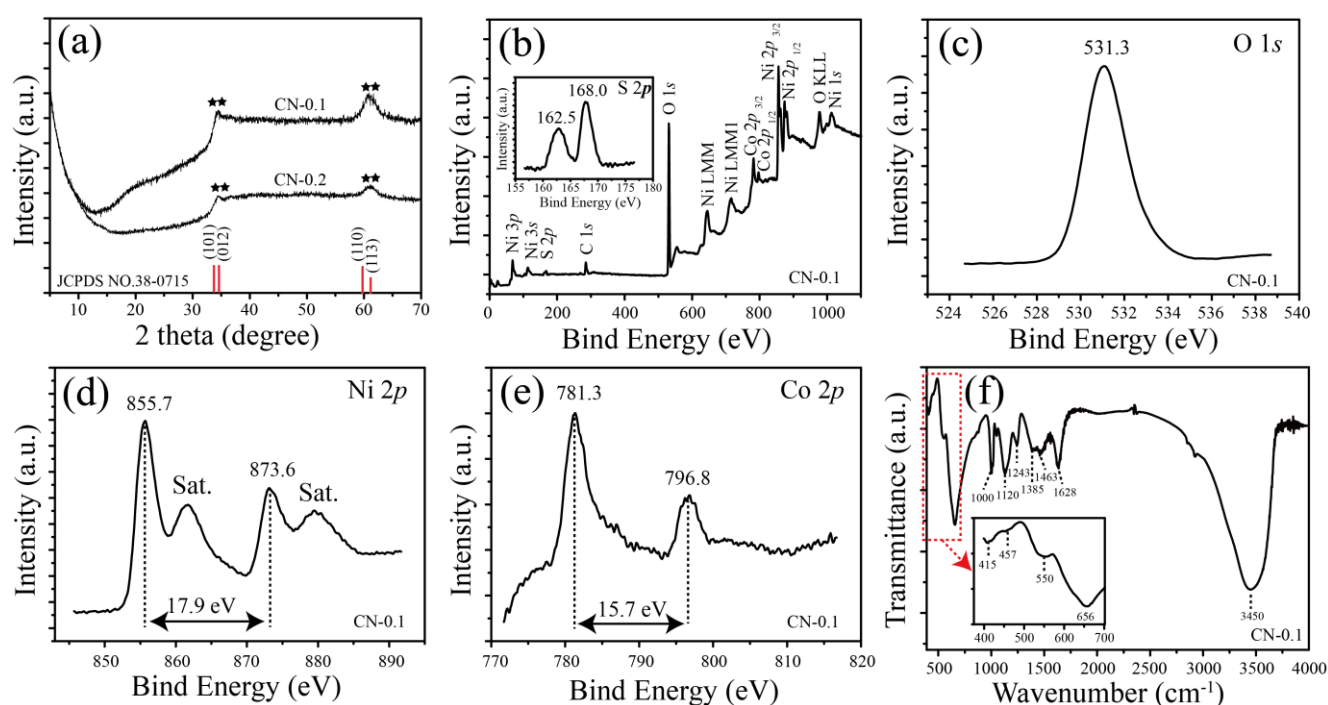 (a)
Intensity (a.u.)
★★
★★
CN-0.1
★★
★★
CN-0.2
(101)
(012)
(110)
(113)
JCPDS NO.38-0715
10 20 30 40 50 60 70
2 theta (degree)
(b)
Intensity (a.u.)
S 2p
168.0
162.5
Intensity (a.u.)
155 160 165 170 175 180
Bind Energy (eV)
Ni 3p
Ni 3s
S 2p
C 1s
O 1s
Ni LMM
Ni LMM1
Co 2p 3/2
Co 2p 1/2
Ni 2p 3/2
Ni 2p 1/2
O KLL
Ni 1s
CN-0.1
0 200 400 600 800 1000
Bind Energy (eV)
(c)
O 1s
531.3
Intensity (a.u.)
CN-0.1
524 526 528 530 532 534 536 538 540
Bind Energy (eV)
(d)
Ni 2p
855.7
Sat.
873.6
Sat.
Intensity (a.u.)
17.9 eV
CN-0.1
850 860 870 880 890
Bind Energy (eV)
(e)
Co 2p
781.3
796.8
Intensity (a.u.)
15.7 eV
CN-0.1
770 780 790 800 810 820
Bind Energy (eV)
(f)
Transmittance (a.u.)
1000
1120
1243
1385
1463
1628
415
457
550
656
400 500 600 700
3450
CN-0.1
500 1000 1500 2000 2500 3000 3500 4000
Wavenumber (cm-1)